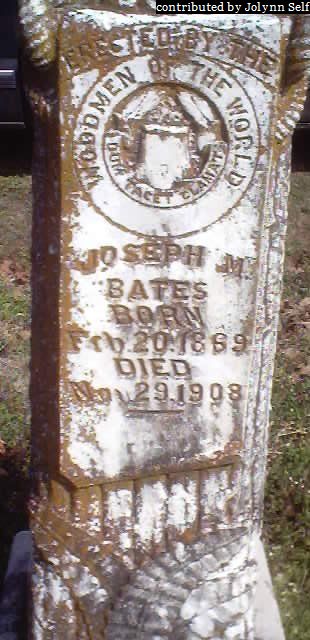 contributed by Jolynn Self
ERECTED BY THE
WOODMEN OF THE WORLD
DUM TACET CLAMAT
JOSEPH M.
BATES
BORN
Feb. 20, 1869
DIED
Nov. 29, 1908